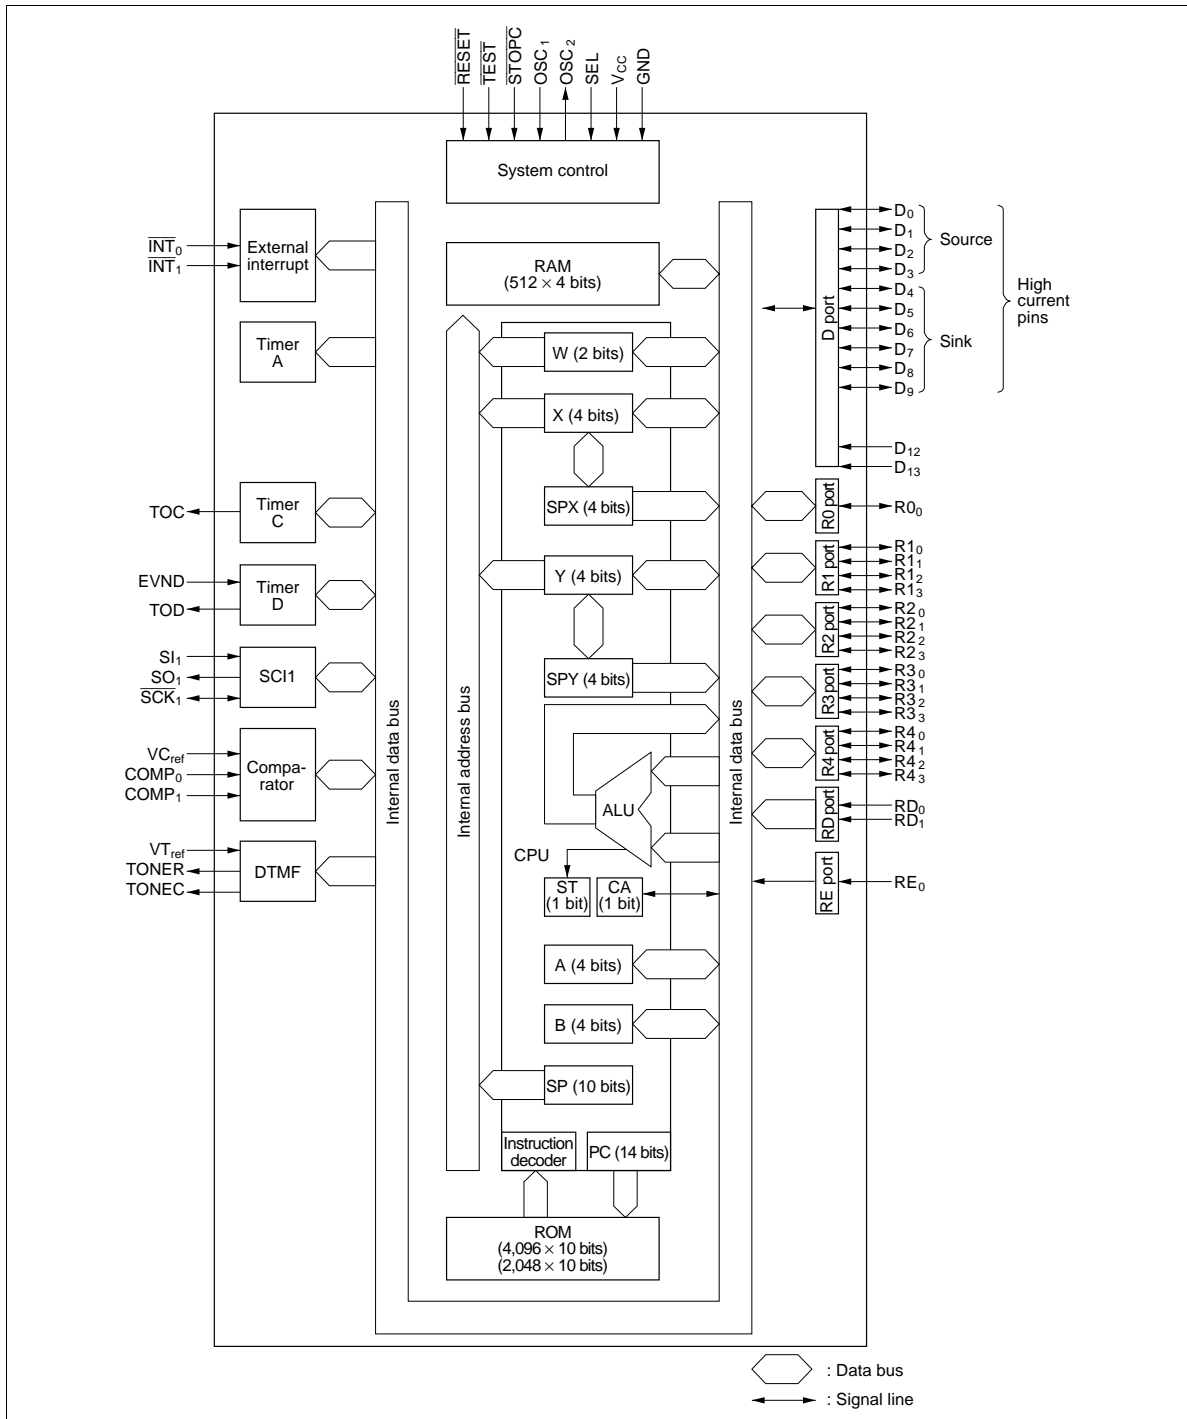 RESET
TEST
STOPC
OSC1
OSC2
SEL
VCC
GND
System control
INT0
INT1
External
interrupt
Timer
A
TOC
Timer
C
EVND
TOD
Timer
D
SI1
SO1
SCK1
SCI1
VCref
COMP0
COMP1
Compa-
rator
VTref
TONER
TONEC
DTMF
Internal data bus
Internal address bus
RAM
(512 × 4 bits)
W (2 bits)
X (4 bits)
SPX (4 bits)
Y (4 bits)
SPY (4 bits)
ALU
CPU
ST
(1 bit)
CA
(1 bit)
A (4 bits)
B (4 bits)
SP (10 bits)
Instruction
decoder
PC (14 bits)
ROM
(4,096 × 10 bits)
(2,048 × 10 bits)
Internal data bus
D port
D0
D1
D2
D3
D4
D5
D6
D7
D8
D9
D12
D13
Source
Sink
High
current
pins
R0 port
R00
R1 port
R10
R11
R12
R13
R2 port
R20
R21
R22
R23
R3 port
R30
R31
R32
R33
R4 port
R40
R41
R42
R43
RD port
RD0
RD1
RE port
RE0
: Data bus
: Signal line